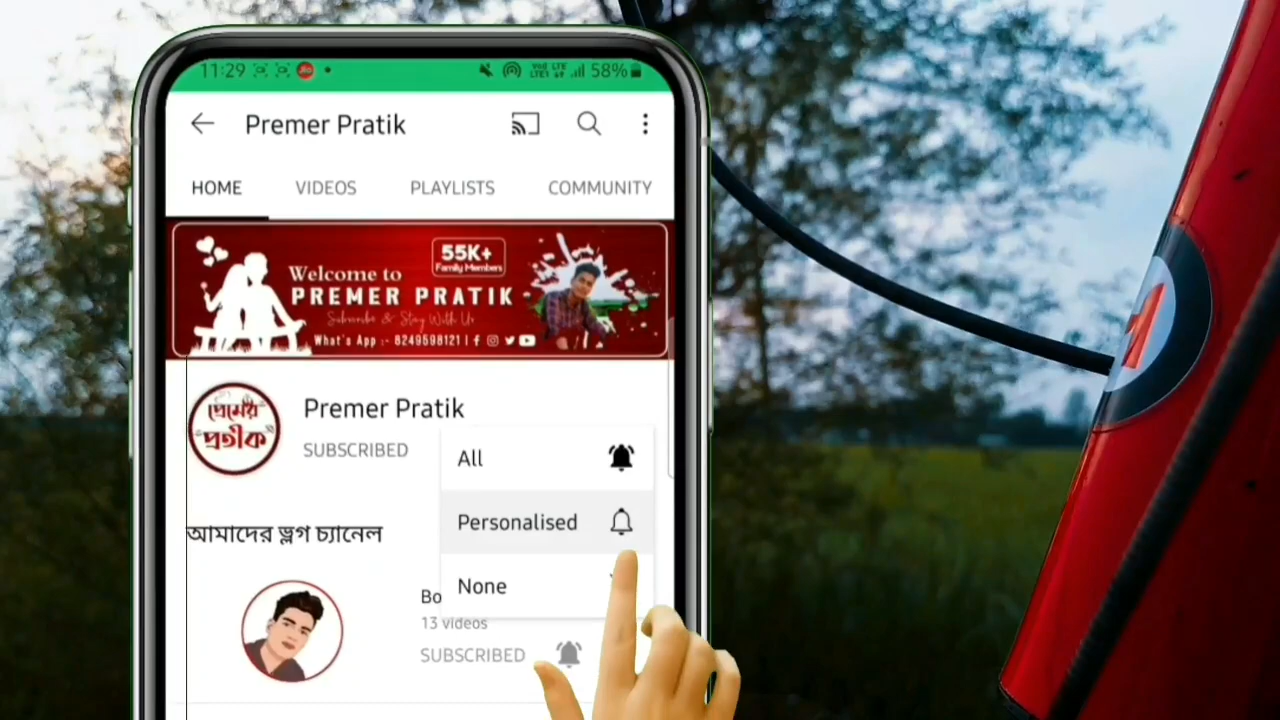 11:29
58%
Premer Pratik
HOME VIDEOS PLAYLISTS COMMUNITY
55K+
Family Members
Welcome to
PREMER PRATIK
Subscribe & Stay With Us
What's App :- 8249598121 |
প্রেমের
প্রতীক
Premer Pratik
SUBSCRIBED
All
Personalised
None
আমাদের ভ্লগ চ্যানেল
Bo
13 videos
SUBSCRIBED